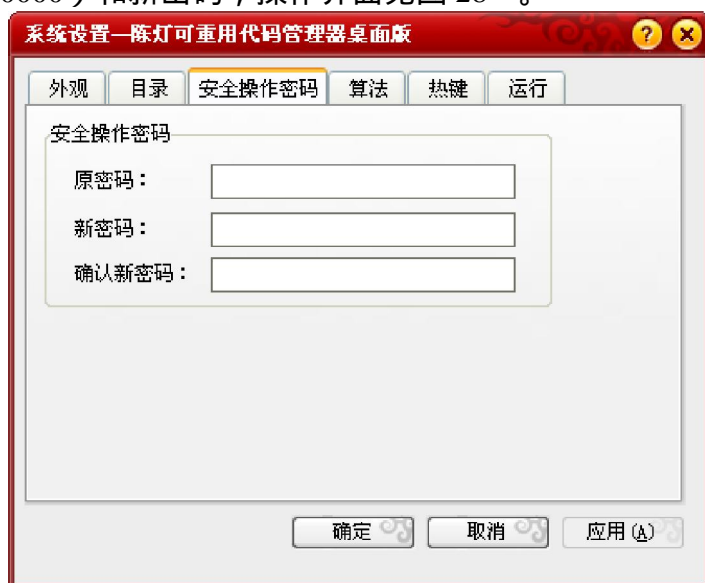 系统设置—陈灯可重用代码管理器桌面版
外观 目录 安全操作密码 算法 热键 运行
安全操作密码
原密码：
新密码：
确认新密码：
确定 取消 应用(A)